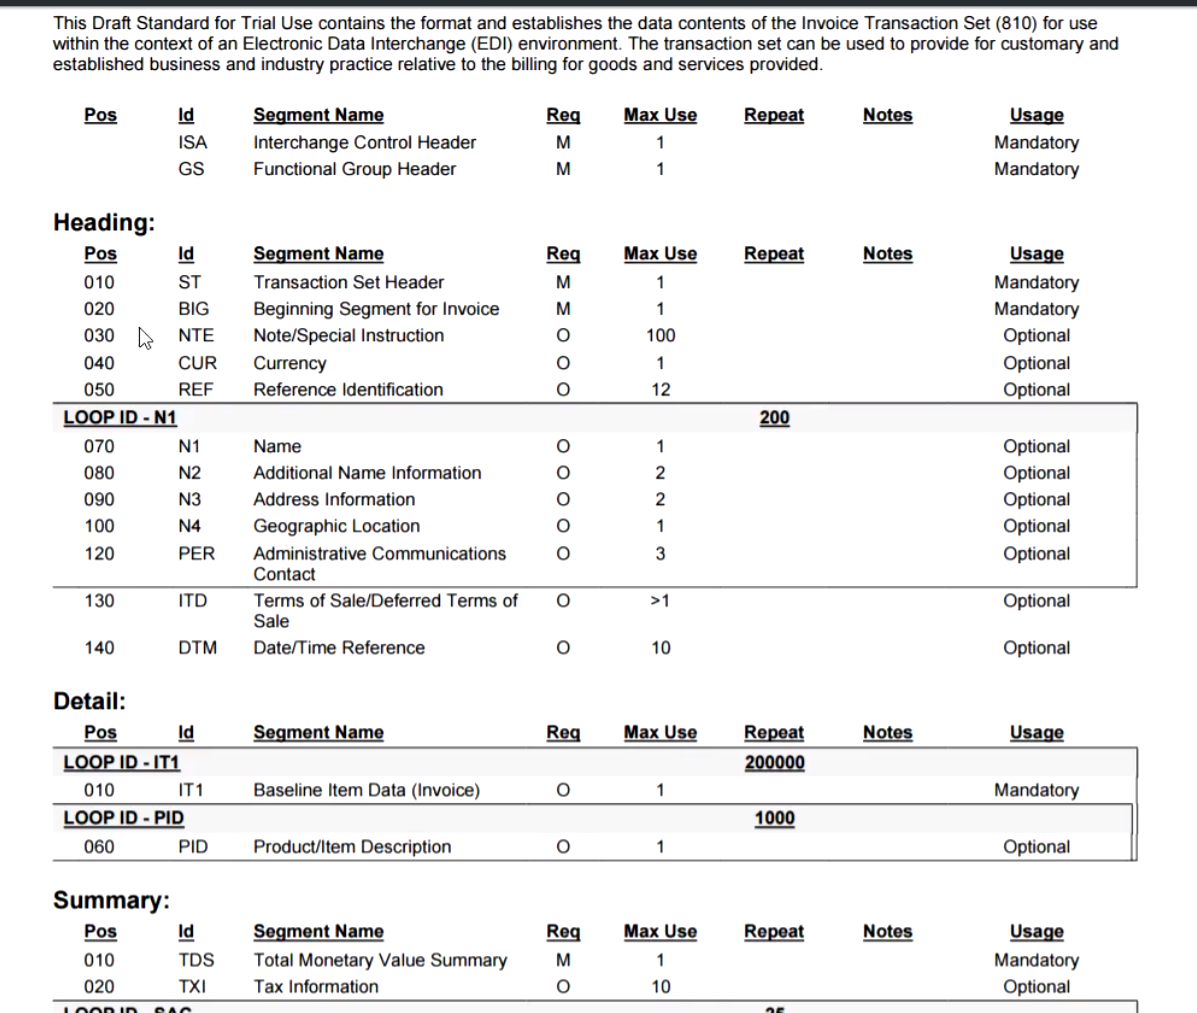 This Draft Standard for Trial Use contains the format and establishes the data contents of the Invoice Transaction Set (810) for use
within the context of an Electronic Data Interchange (EDI) environment. The transaction set can be used to provide for customary and
established business and industry practice relative to the billing for goods and services provided.
Pos Id Segment Name Req Max Use Repeat Notes Usage
ISA Interchange Control Header M 1 Mandatory
GS Functional Group Header M 1 Mandatory
Heading:
Pos Id Segment Name Req Max Use Repeat Notes Usage
010 ST Transaction Set Header M 1 Mandatory
020 BIG Beginning Segment for Invoice M 1 Mandatory
030 NTE Note/Special Instruction O 100 Optional
040 CUR Currency O 1 Optional
050 REF Reference Identification O 12 Optional
LOOP ID - N1 200
070 N1 Name O 1 Optional
080 N2 Additional Name Information O 2 Optional
090 N3 Address Information O 2 Optional
100 N4 Geographic Location O 1 Optional
120 PER Administrative Communications O 3 Optional
Contact
130 ITD Terms of Sale/Deferred Terms of O >1 Optional
Sale
140 DTM Date/Time Reference O 10 Optional
Detail:
Pos Id Segment Name Req Max Use Repeat Notes Usage
LOOP ID - IT1 200000
010 IT1 Baseline Item Data (Invoice) O 1 Mandatory
LOOP ID - PID 1000
060 PID Product/Item Description O 1 Optional
Summary:
Pos Id Segment Name Req Max Use Repeat Notes Usage
010 TDS Total Monetary Value Summary M 1 Mandatory
020 TXI Tax Information O 10 Optional
LOOP ID - SAC 25